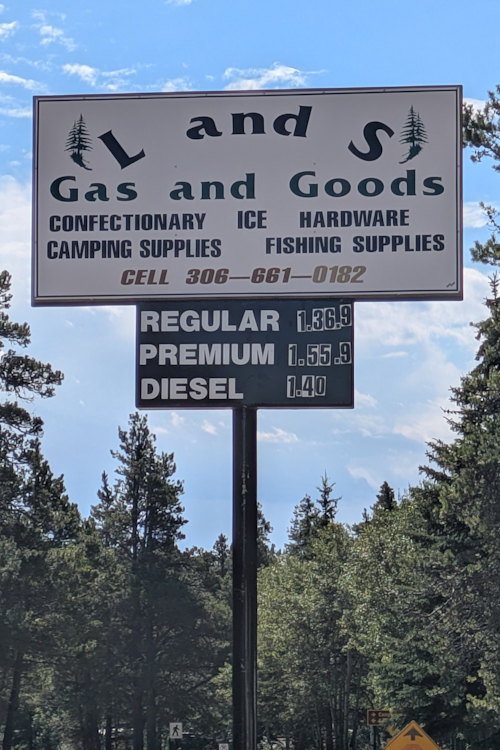 L and S
Gas and Goods
CONFECTIONARY ICE HARDWARE
CAMPING SUPPLIES FISHING SUPPLIES
CELL 306-661-0182
REGULAR 1.36.9
PREMIUM 1.55.9
DIESEL 1.40